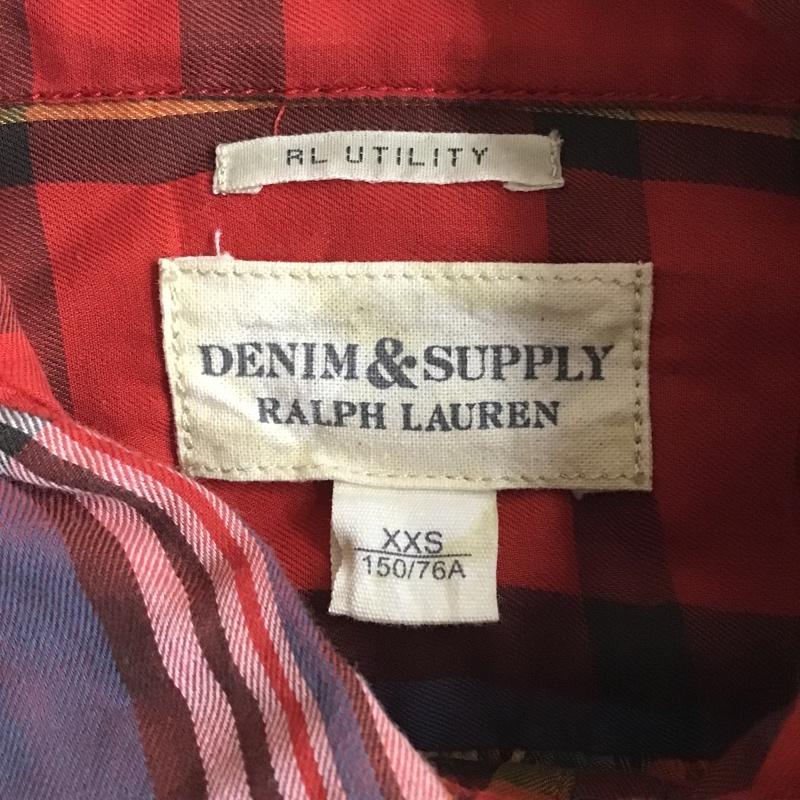 RL UTILITY
DENIM & SUPPLY
RALPH LAUREN
XXS
150/76A